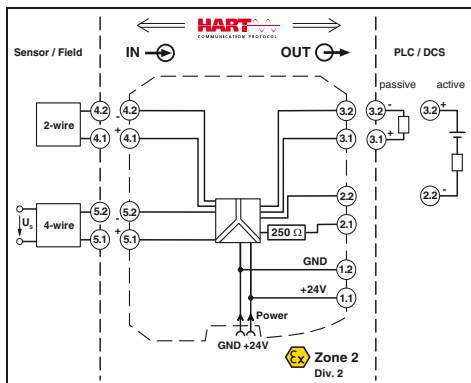 HART
COMMUNICATION PROTOCOL
Sensor / Field
IN
OUT
PLC / DCS
passive
active
2-wire
4.2
4.1
-
+
4.2
4.1
3.2
3.1
3.2 -
3.1 +
3.2 +
2.2 -
Us
4-wire
5.2
5.1
-
+
5.2
5.1
2.2
250 Ω
2.1
GND
1.2
+24V
1.1
Power
GND +24V
Ex
Zone 2
Div. 2